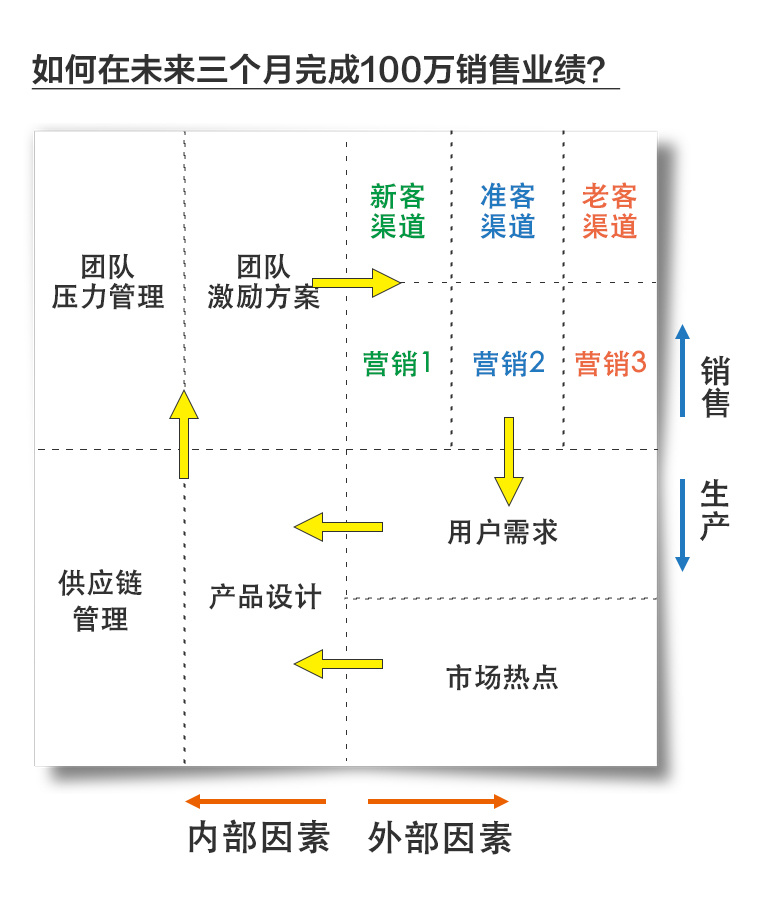 如何在未来三个月完成100万销售业绩?
新客
渠道
准客
渠道
老客
渠道
团队
压力管理
团队
激励方案
营销1
营销2
营销3
销
售
生
产
用户需求
供应链
管理
产品设计
市场热点
内部因素
外部因素